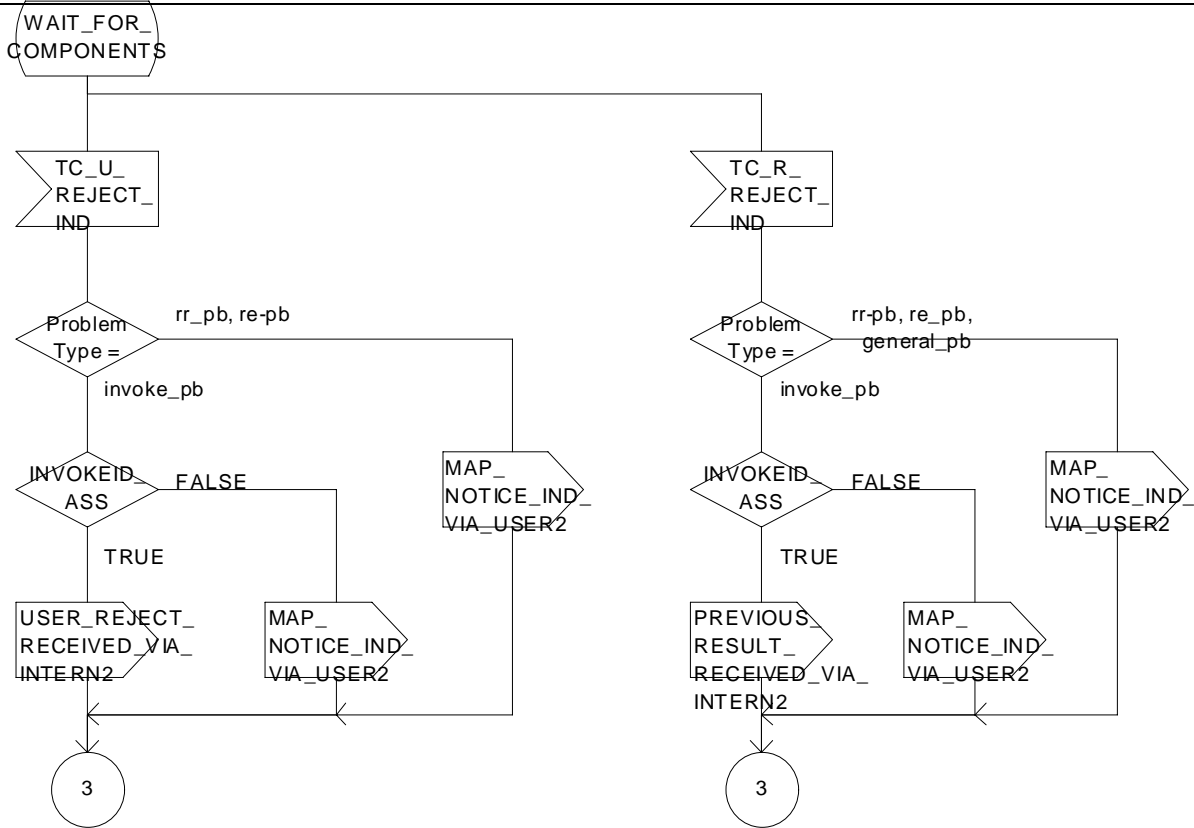 WAIT_FOR_
COMPONENTS
TC_U_
REJECT_
IND
TC_R_
REJECT_
IND
Problem
Type =
rr_pb, re-pb
invoke_pb
Problem
Type =
rr-pb, re_pb,
general_pb
invoke_pb
INVOKEID_
ASS
FALSE
TRUE
MAP_
NOTICE_IND_
VIA_USER2
INVOKEID_
ASS
FALSE
TRUE
MAP_
NOTICE_IND_
VIA_USER2
USER_REJECT_
RECEIVED_VIA_
INTERN2
MAP_
NOTICE_IND_
VIA_USER2
PREVIOUS_
RESULT_
RECEIVED_VIA_
INTERN2
MAP_
NOTICE_IND_
VIA_USER2
3
3